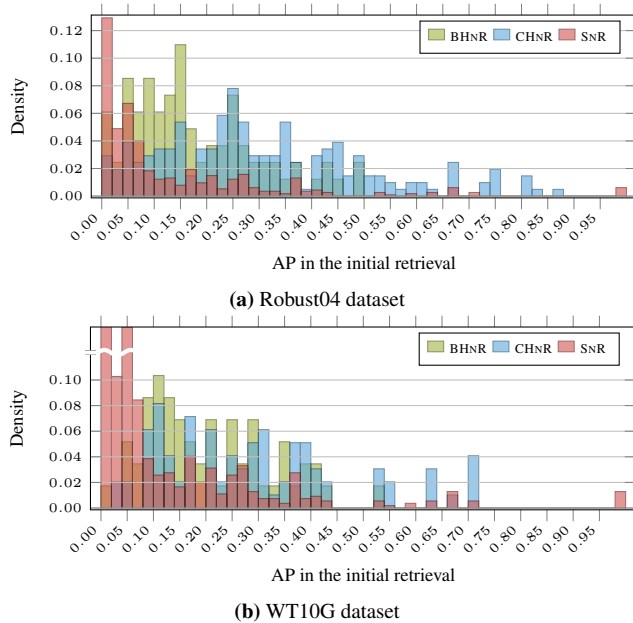 0.12
0.10
0.08
0.06
0.04
0.02
0.00
Density
BHNR CHNR SNR
0.00 0.05 0.10 0.15 0.20 0.25 0.30 0.35 0.40 0.45 0.50 0.55 0.60 0.65 0.70 0.75 0.80 0.85 0.90 0.95
AP in the initial retrieval
(a) Robust04 dataset
0.10
0.08
0.06
0.04
0.02
0.00
Density
BHNR CHNR SNR
0.00 0.05 0.10 0.15 0.20 0.25 0.30 0.35 0.40 0.45 0.50 0.55 0.60 0.65 0.70 0.75 0.80 0.85 0.90 0.95
AP in the initial retrieval
(b) WT10G dataset